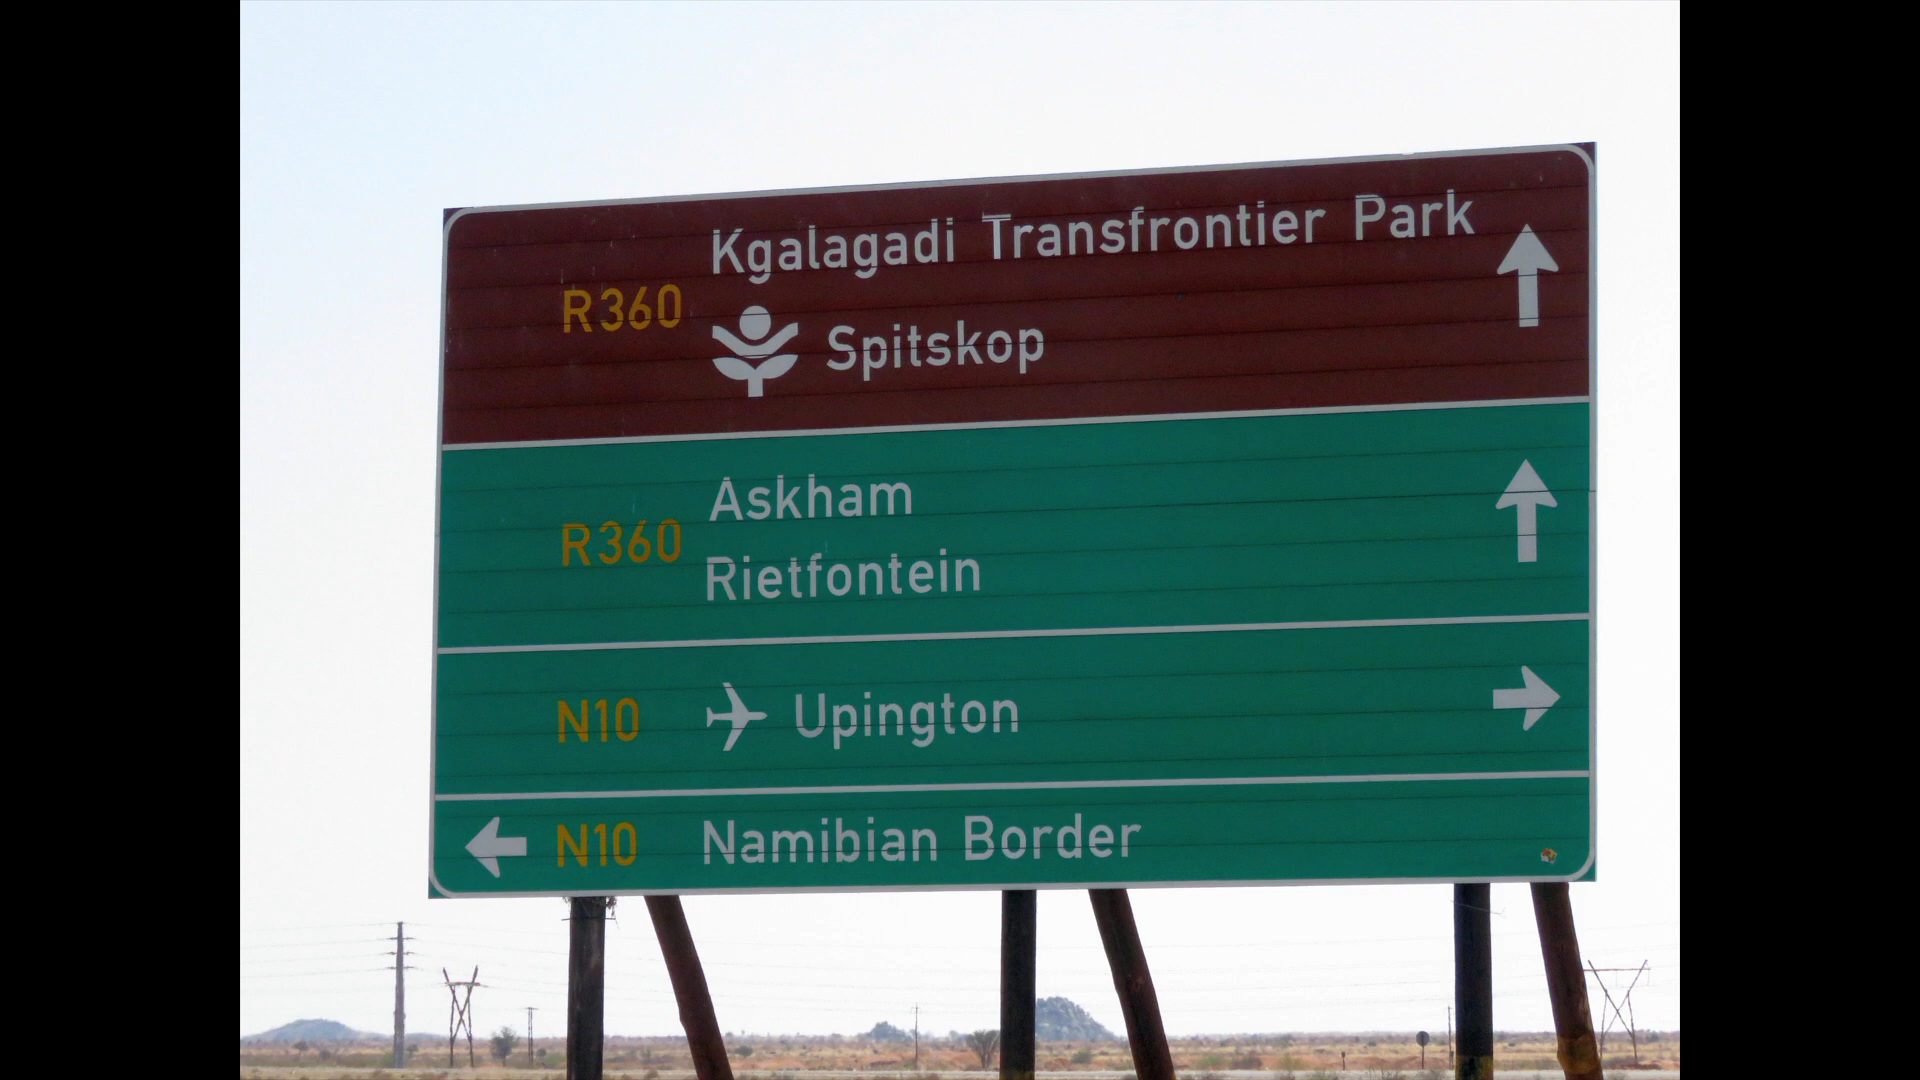 Kgalagadi Transfrontier Park
R360
Spitskop
Askham
R360
Rietfontein
N10 Upington
N10 Namibian Border